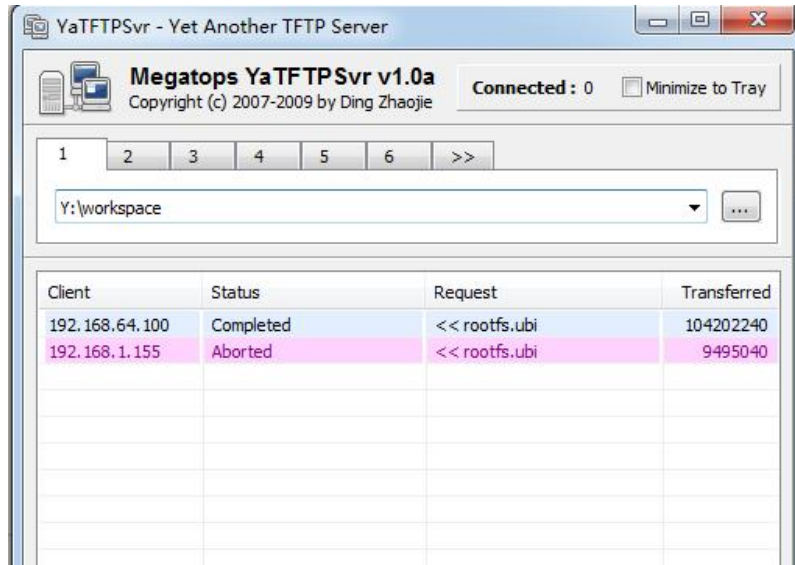 YaTFTPSvr - Yet Another TFTP Server
Megatops YaTFTPSvr v1.0a
Copyright (c) 2007-2009 by Ding Zhaojie
Connected : 0
Minimize to Tray
1 2 3 4 5 6 >>
Y:\workspace
...
Client Status Request Transferred
192.168.64.100 Completed << rootfs.ubi 104202240
192.168.1.155 Aborted << rootfs.ubi 9495040